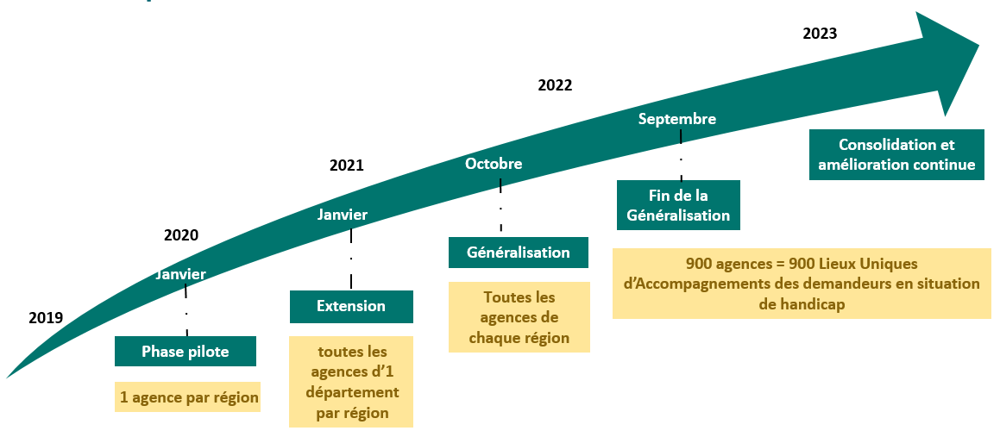 2019
2020
Janvier
Phase pilote
1 agence par région
2021
Janvier
Extension
toutes les
agences d’1
département
par région
Octobre
Généralisation
Toutes les
agences de
chaque région
2022
Septembre
Fin de la
Généralisation
900 agences = 900 Lieux Uniques
d’Accompagnements des demandeurs en situation
de handicap
2023
Consolidation et
amélioration continue